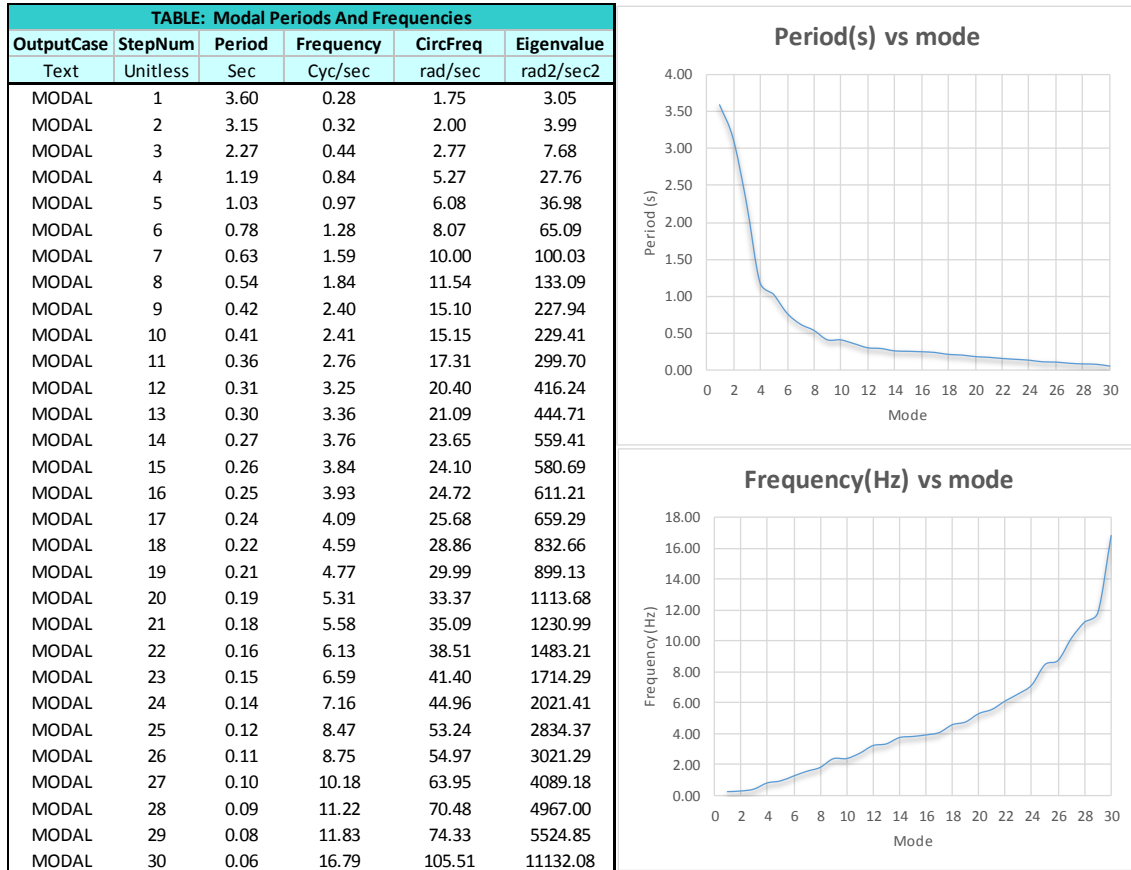 TABLE: Modal Periods And Frequencies
OutputCase StepNum Period Frequency CircFreq Eigenvalue
Text Unitless Sec Cyc/sec rad/sec rad2/sec2
MODAL 1 3.60 0.28 1.75 3.05
MODAL 2 3.15 0.32 2.00 3.99
MODAL 3 2.27 0.44 2.77 7.68
MODAL 4 1.19 0.84 5.27 27.76
MODAL 5 1.03 0.97 6.08 36.98
MODAL 6 0.78 1.28 8.07 65.09
MODAL 7 0.63 1.59 10.00 100.03
MODAL 8 0.54 1.84 11.54 133.09
MODAL 9 0.42 2.40 15.10 227.94
MODAL 10 0.41 2.41 15.15 229.41
MODAL 11 0.36 2.76 17.31 299.70
MODAL 12 0.31 3.25 20.40 416.24
MODAL 13 0.30 3.36 21.09 444.71
MODAL 14 0.27 3.76 23.65 559.41
MODAL 15 0.26 3.84 24.10 580.69
MODAL 16 0.25 3.93 24.72 611.21
MODAL 17 0.24 4.09 25.68 659.29
MODAL 18 0.22 4.59 28.86 832.66
MODAL 19 0.21 4.77 29.99 899.13
MODAL 20 0.19 5.31 33.37 1113.68
MODAL 21 0.18 5.58 35.09 1230.99
MODAL 22 0.16 6.13 38.51 1483.21
MODAL 23 0.15 6.59 41.40 1714.29
MODAL 24 0.14 7.16 44.96 2021.41
MODAL 25 0.12 8.47 53.24 2834.37
MODAL 26 0.11 8.75 54.97 3021.29
MODAL 27 0.10 10.18 63.95 4089.18
MODAL 28 0.09 11.22 70.48 4967.00
MODAL 29 0.08 11.83 74.33 5524.85
MODAL 30 0.06 16.79 105.51 11132.08
Period(s) vs mode
4.00
3.50
3.00
2.50
2.00
1.50
1.00
0.50
0.00
Period (s)
0 2 4 6 8 10 12 14 16 18 20 22 24 26 28 30
Mode
Frequency(Hz) vs mode
18.00
16.00
14.00
12.00
10.00
8.00
6.00
4.00
2.00
0.00
Frequency (Hz)
0 2 4 6 8 10 12 14 16 18 20 22 24 26 28 30
Mode